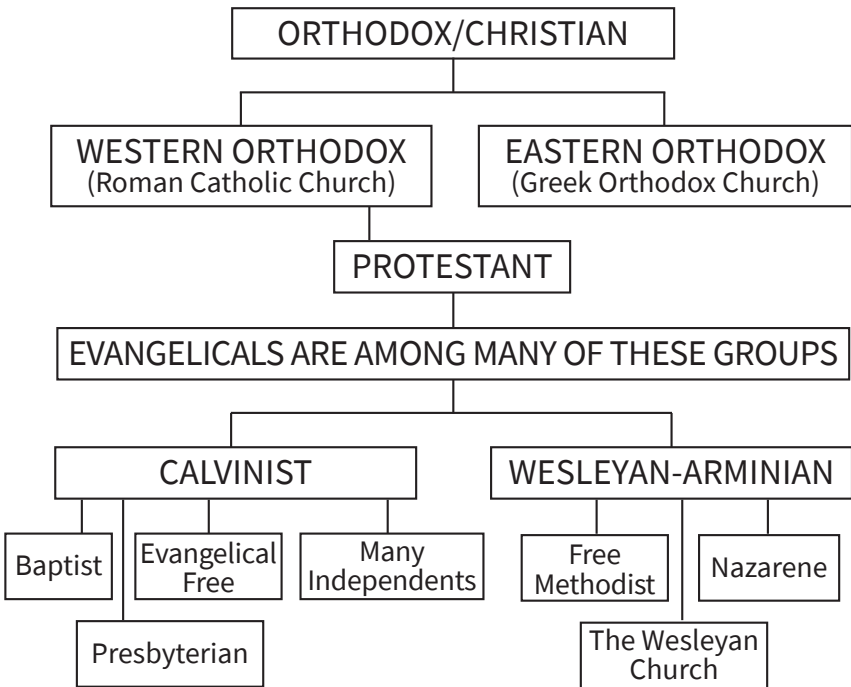 ORTHODOX/CHRISTIAN
WESTERN ORTHODOX
(Roman Catholic Church)
EASTERN ORTHODOX
(Greek Orthodox Church)
PROTESTANT
EVANGELICALS ARE AMONG MANY OF THESE GROUPS
CALVINIST
WESLEYAN-ARMINIAN
Baptist
Evangelical
Free
Many
Independents
Free
Methodist
Nazarene
Presbyterian
The Wesleyan
Church